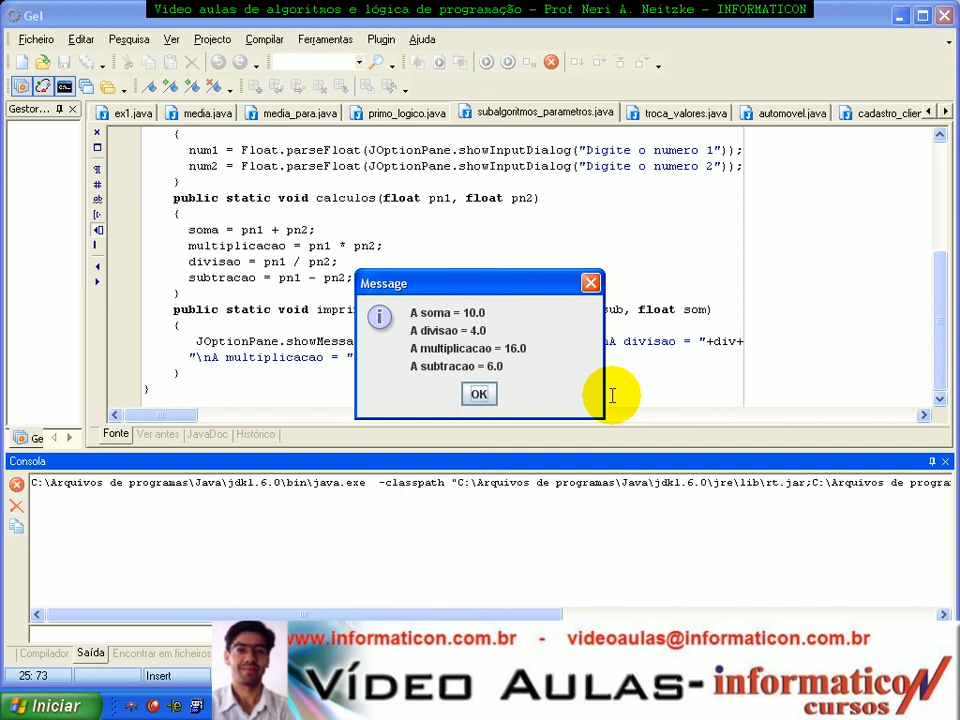 Vídeo aulas de algoritmos e lógica de programação - Prof Neri A. Neitzke - INFORMATICON
Gel
Ficheiro Editar Pesquisa Ver Projecto Compilar Ferramentas Plugin Ajuda
Gestor...
ex1.java media.java media_para.java primo_logico.java subalgoritmos_parametros.java troca_valores.java automovel.java cadastro_clien
{
num1 = Float.parseFloat(JOptionPane.showInputDialog("Digite o numero 1"));
num2 = Float.parseFloat(JOptionPane.showInputDialog("Digite o numero 2"));
}
public static void calculos(float pn1, float pn2)
{
soma = pn1 + pn2;
multiplicacao = pn1 * pn2;
divisao = pn1 / pn2;
subtracao = pn1 - pn2;
}
public static void impri sub, float som)
{
JOptionPane.showMessa nA divisao = "+div+
"\nA multiplicacao = "
}
}
Message
A soma = 10.0
A divisao = 4.0
A multiplicacao = 16.0
A subtracao = 6.0
OK
Ge
Fonte Ver antes JavaDoc Histórico
Consola
C:\Arquivos de programas\Java\jdk1.6.0\bin\java.exe -classpath "C:\Arquivos de programas\Java\jdk1.6.0\jre\lib\rt.jar;C:\Arquivos de progra
Compilador Saída Encontrar em ficheiros
25: 73 Insert
www.informaticon.com.br - videoaulas@informaticon.com.br
Vídeo Aulas- informaticon
cursos
Iniciar